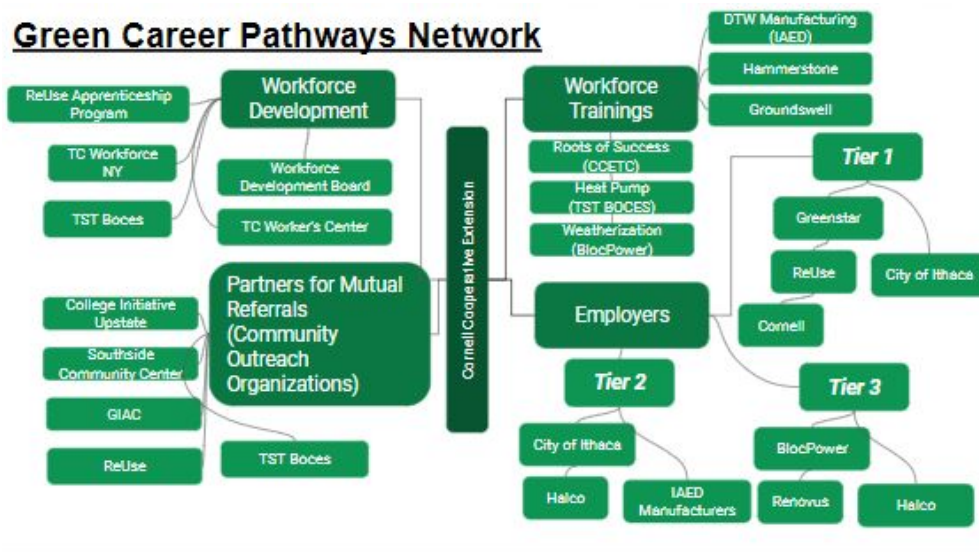 Green Career Pathways Network
Workforce
Development
ReUse Apprenticeship
Program
TC Workforce
NY
TST Boces
Workforce
Development Board
TC Worker's Center
Partners for Mutual
Referrals
(Community
Outreach
Organizations)
College Initiative
Upstate
Southside
Community Center
GIAC
ReUse
TST Boces
Cornell Cooperative Extension
Workforce
Trainings
DTW Manufacturing
(IAED)
Hammerstone
Groundswell
Roots of Success
(CCETC)
Heat Pump
(TST BOCES)
Weatherization
(BlocPower)
Employers
Tier 1
Greenstar
ReUse
Cornell
City of Ithaca
Tier 2
City of Ithaca
Halco
IAED
Manufacturers
Tier 3
BlocPower
Renovus
Halco